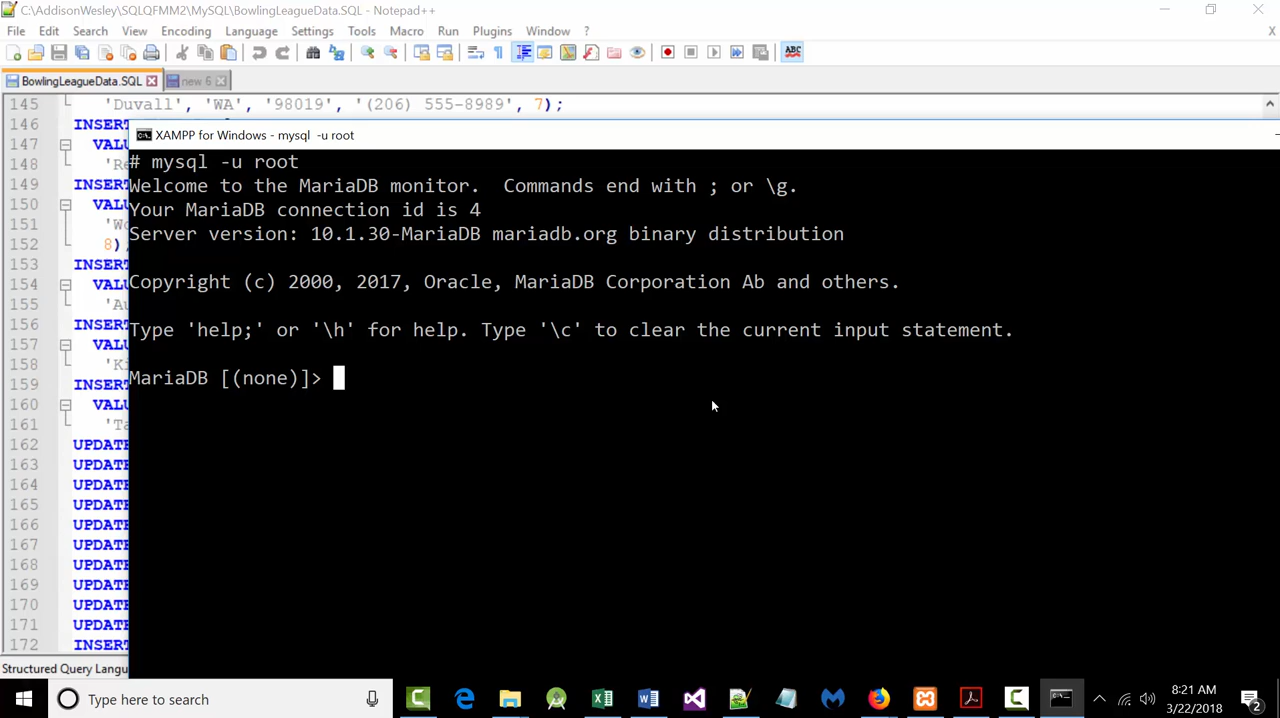 C:\AddisonWesley\SQLQFMM2\MySQL\BowlingLeagueData.SQL - Notepad++
File Edit Search View Encoding Language Settings Tools Macro Run Plugins Window ? X
ABC
BowlingLeagueData.SQL new 6
145 'Duvall', 'WA', '98019', '(206) 555-8989', 7);
146 INSERT
147 VALU
148 'Re
149 INSERT
150 VALU
151 'Wo
152 8)
153 INSERT
154 VALU
155 'Au
156 INSERT
157 VALU
158 'Ki
159 INSERT
160 VALU
161 'Ta
162 UPDATE
163 UPDATE
164 UPDATE
165 UPDATE
166 UPDATE
167 UPDATE
168 UPDATE
169 UPDATE
170 UPDATE
171 UPDATE
172 INSERT
Structured Query Langu
XAMPP for Windows - mysql -u root
# mysql -u root
Welcome to the MariaDB monitor.  Commands end with ; or \g.
Your MariaDB connection id is 4
Server version: 10.1.30-MariaDB mariadb.org binary distribution
Copyright (c) 2000, 2017, Oracle, MariaDB Corporation Ab and others.
Type 'help;' or '\h' for help. Type '\c' to clear the current input statement.
MariaDB [(none)]>
Type here to search
8:21 AM
3/22/2018
2